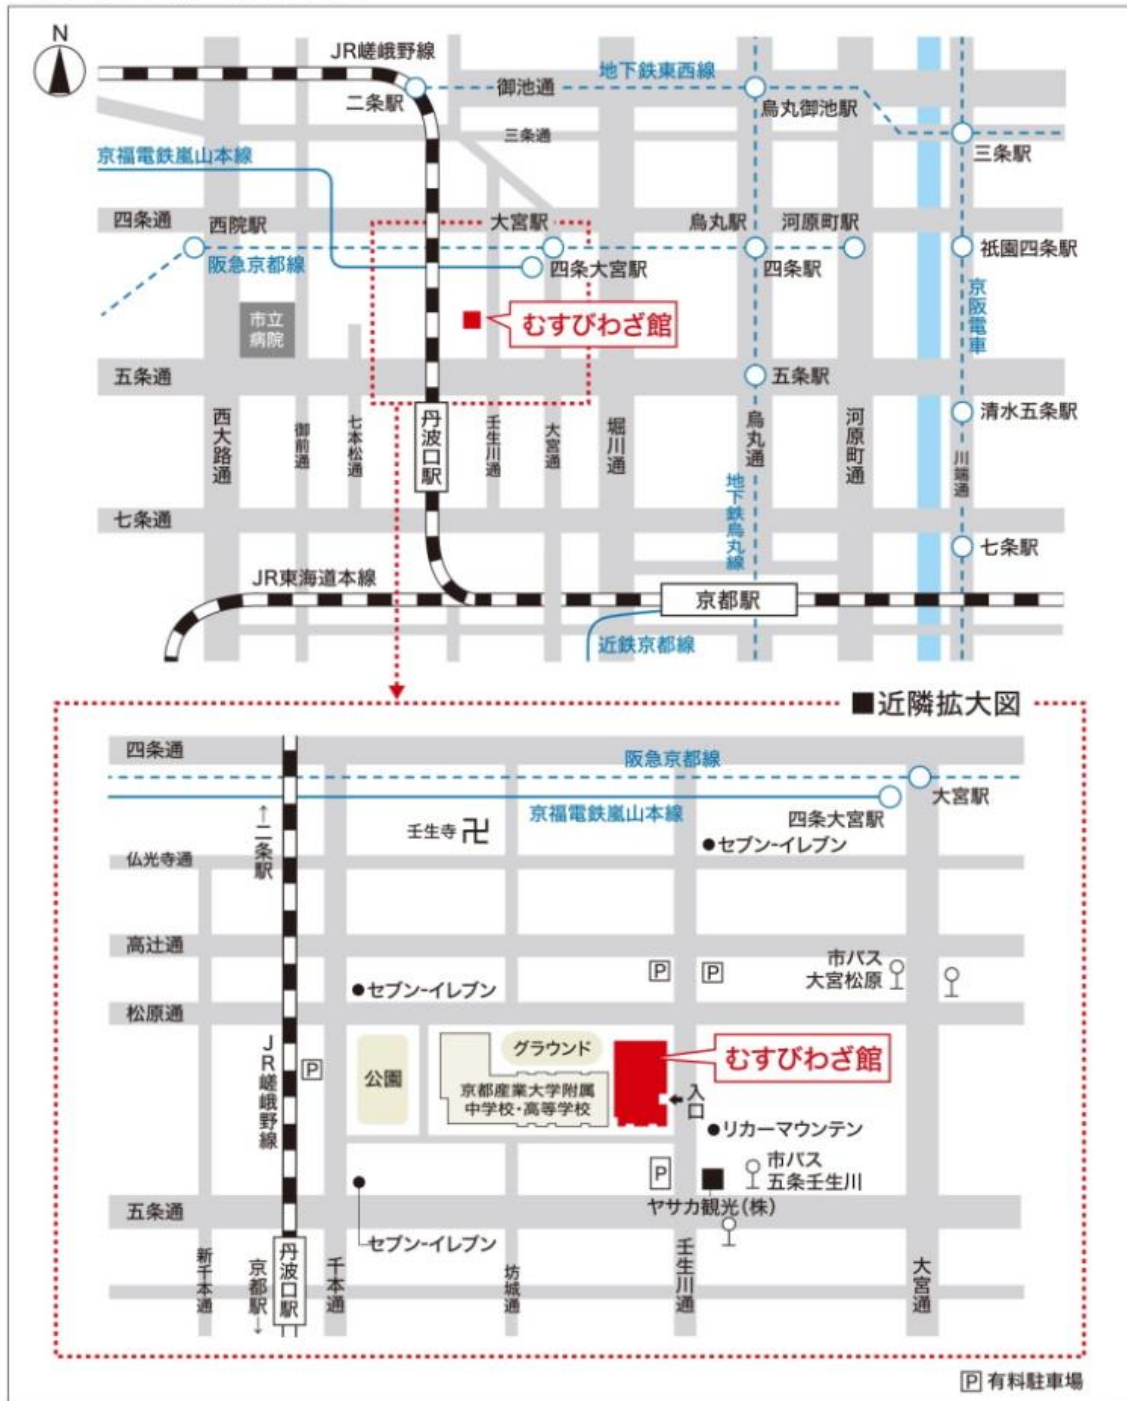 N
JR嵯峨野線
地下鉄東西線
御池通
二条駅
烏丸御池駅
三条通
三条駅
京福電鉄嵐山本線
四条通
西院駅
大宮駅
烏丸駅
河原町駅
阪急京都線
四条大宮駅
四条駅
祇園四条駅
京阪電車
市立
病院
むすびわざ館
五条通
五条駅
清水五条駅
西大路通
御前通
七本松通
丹波口駅
壬生川通
大宮通
堀川通
烏丸通
河原町通
川端通
地下鉄烏丸線
七条通
七条駅
JR東海道本線
京都駅
近鉄京都線
■近隣拡大図
四条通
阪急京都線
大宮駅
京福電鉄嵐山本線
四条大宮駅
←二条駅
壬生寺 卍
●セブン-イレブン
仏光寺通
高辻通
市バス
大宮松原
P
P
●セブン-イレブン
松原通
JR嵯峨野線
P
公園
グラウンド
京都産業大学附属
中学校・高等学校
むすびわざ館
←入口
●リカーマウンテン
P
市バス
五条壬生川
ヤサカ観光(株)
五条通
セブン-イレブン
新千本通
京都駅→
丹波口駅
千本通
坊城通
壬生川通
大宮通
P 有料駐車場